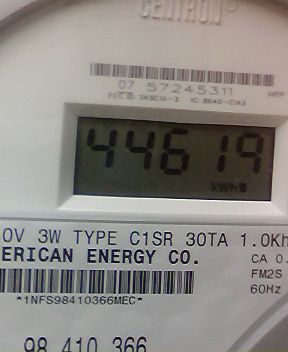 CENTRON®
07 57245311
44619
kWh
0V 3W TYPE C1SR 30TA 1.0Kh
ERICAN ENERGY CO.
CA 0.
FM2S
60Hz
*1NFS98410366MEC*
98 410 366